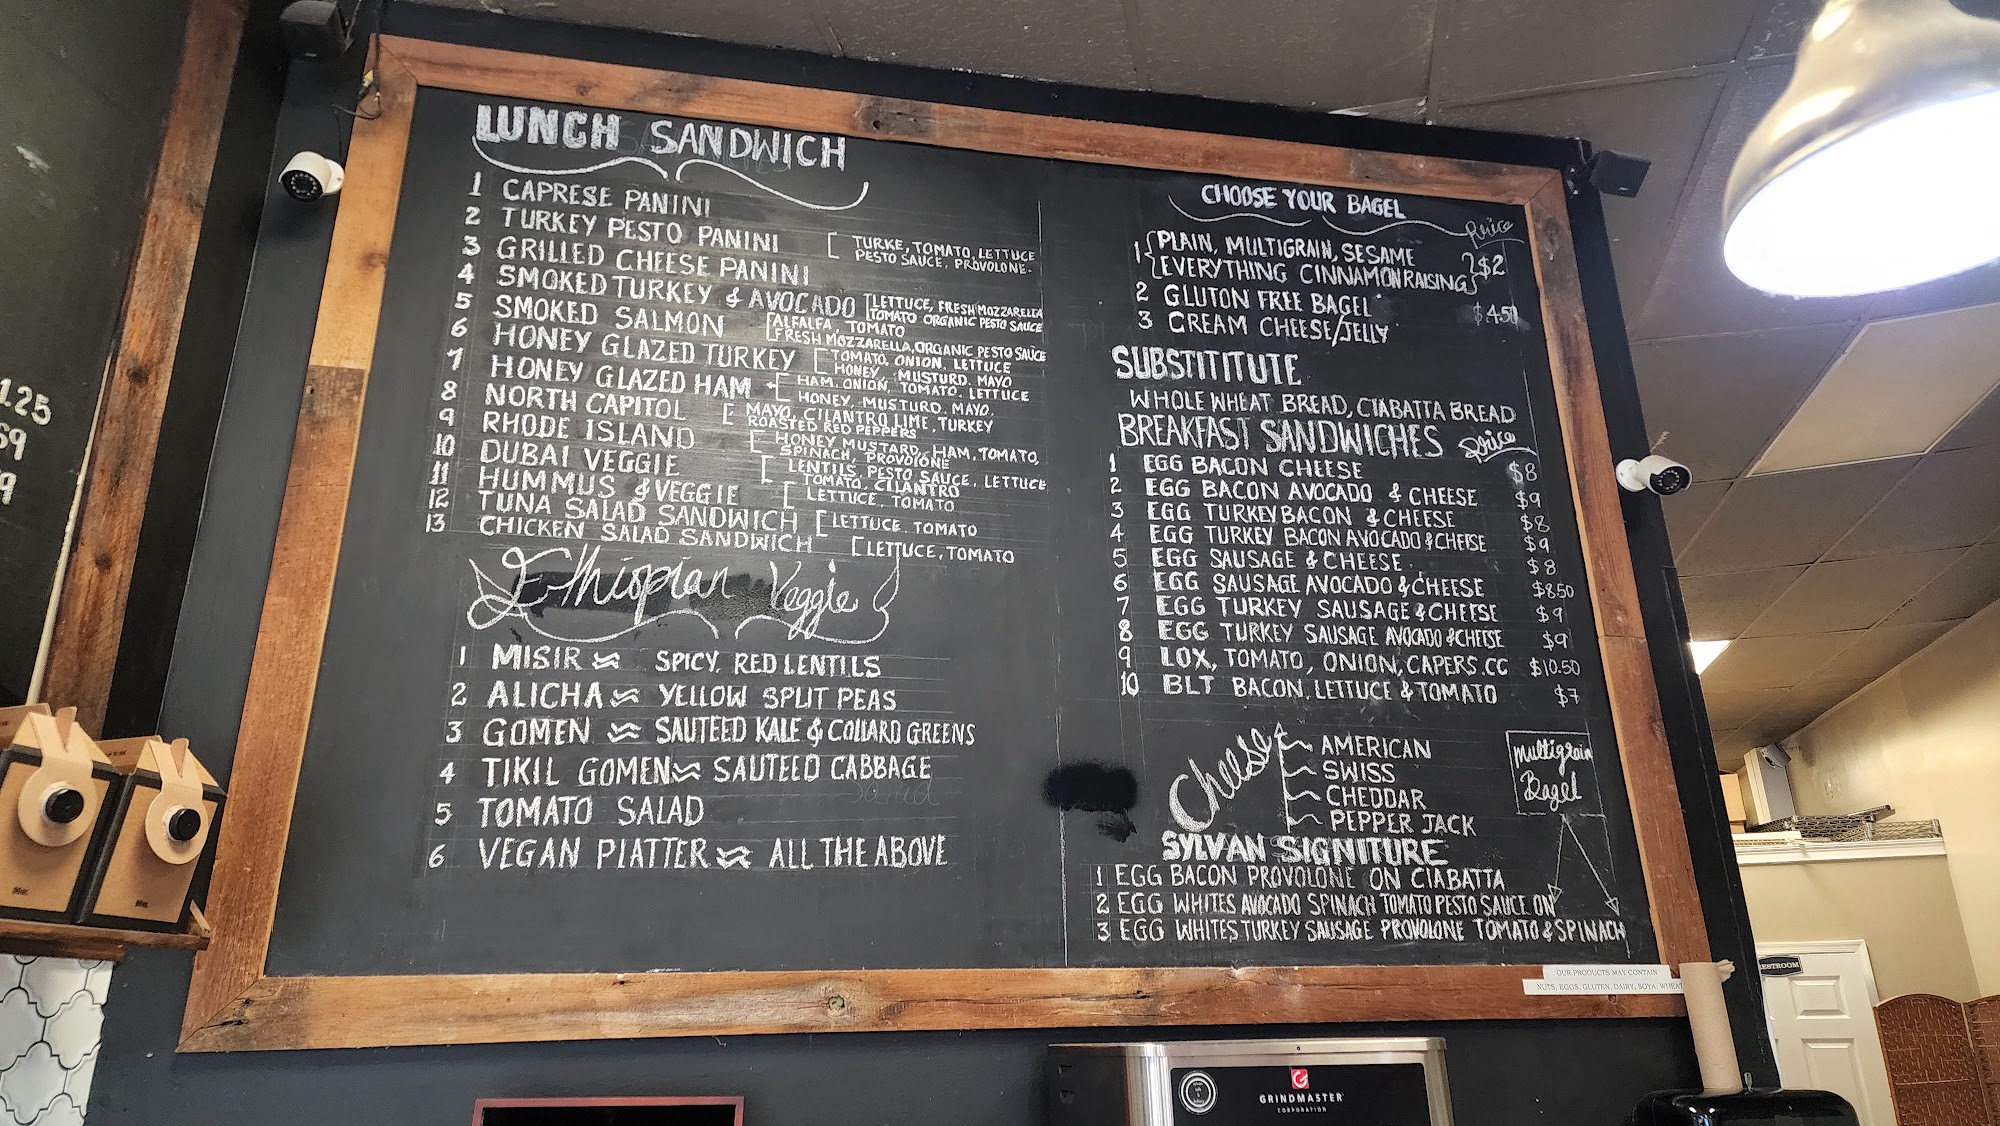 LUNCH SANDWICH
1 CAPRESE PANINI
2 TURKEY PESTO PANINI [ TURKE, TOMATO, LETTUCE
PESTO SAUCE, PROVOLONE.
3 GRILLED CHEESE PANINI
4 SMOKED TURKEY & AVOCADO [ LETTUCE, FRESH MOZZARELLA
TOMATO ORGANIC PESTO SAUCE
5 SMOKED SALMON [ ALFALFA, TOMATO
FRESH MOZZARELLA, ORGANIC PESTO SAUCE
6 HONEY GLAZED TURKEY [ TOMATO, ONION, LETTUCE
HONEY, MUSTURD, MAYO
7 HONEY GLAZED HAM [ HAM, ONION, TOMATO, LETTUCE
HONEY, MUSTURD, MAYO,
8 NORTH CAPITOL [ MAYO, CILANTRO LIME, TURKEY
ROASTED RED PEPPERS
9 RHODE ISLAND [ HONEY MUSTARD, HAM, TOMATO,
SPINACH, PROVOLONE
10 DUBAI VEGGIE [ LENTILS, PESTO SAUCE, LETTUCE
TOMATO, CILANTRO
11 HUMMUS & VEGGIE [ LETTUCE, TOMATO
12 TUNA SALAD SANDWICH [ LETTUCE, TOMATO
13 CHICKEN SALAD SANDWICH [ LETTUCE, TOMATO
Ethiopian Veggie
1 MISIR ≈ SPICY, RED LENTILS
2 ALICHA ≈ YELLOW SPLIT PEAS
3 GOMEN ≈ SAUTEED KALE & COLLARD GREENS
4 TIKIL GOMEN ≈ SAUTEED CABBAGE
5 TOMATO SALAD
6 VEGAN PLATTER ≈ ALL THE ABOVE
CHOOSE YOUR BAGEL Price
1 { PLAIN, MULTIGRAIN, SESAME
EVERYTHING CINNAMON RAISING } $2
2 GLUTON FREE BAGEL $4.50
3 CREAM CHEESE/JELLY
SUBSTITITUTE
WHOLE WHEAT BREAD, CIABATTA BREAD
BREAKFAST SANDWICHES Price
1 EGG BACON CHEESE $8
2 EGG BACON AVOCADO & CHEESE $9
3 EGG TURKEY BACON & CHEESE $8
4 EGG TURKEY BACON AVOCADO & CHEESE $9
5 EGG SAUSAGE & CHEESE $8
6 EGG SAUSAGE AVOCADO & CHEESE $8.50
7 EGG TURKEY SAUSAGE & CHEESE $9
8 EGG TURKEY SAUSAGE AVOCADO & CHEESE $9
9 LOX, TOMATO, ONION, CAPERS. CC $10.50
10 BLT BACON, LETTUCE & TOMATO $7
Cheese
AMERICAN
SWISS
CHEDDAR
PEPPER JACK
Multigrain
Bagel
SYLVAN SIGNITURE
1 EGG BACON PROVOLONE ON CIABATTA
2 EGG WHITES AVOCADO SPINACH TOMATO PESTO SAUCE ON
3 EGG WHITES TURKEY SAUSAGE PROVOLONE TOMATO & SPINACH
OUR PRODUCTS MAY CONTAIN
NUTS, EGGS, GLUTEN, DAIRY, SOYA, WHEAT
1.25
69
9
ESTROOM
GRINDMASTER
CORPORATION